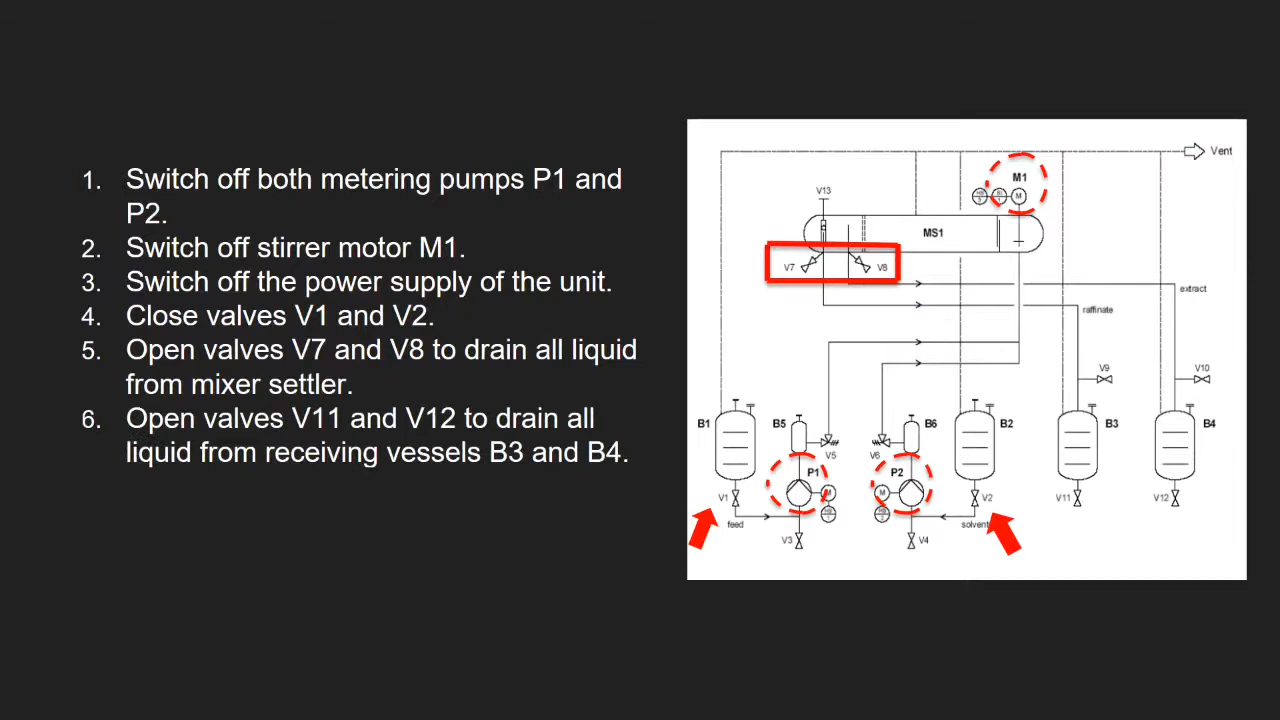 1. Switch off both metering pumps P1 and
P2.
2. Switch off stirrer motor M1.
3. Switch off the power supply of the unit.
4. Close valves V1 and V2.
5. Open valves V7 and V8 to drain all liquid
from mixer settler.
6. Open valves V11 and V12 to drain all
liquid from receiving vessels B3 and B4.
Vent
M1
V13
M
MS1
V7
V8
extract
raffinate
V9
V10
B1
B5
B6
B2
B3
B4
V5
V6
P1
P2
V1
M
M
V2
V11
V12
feed
solvent
V3
V4